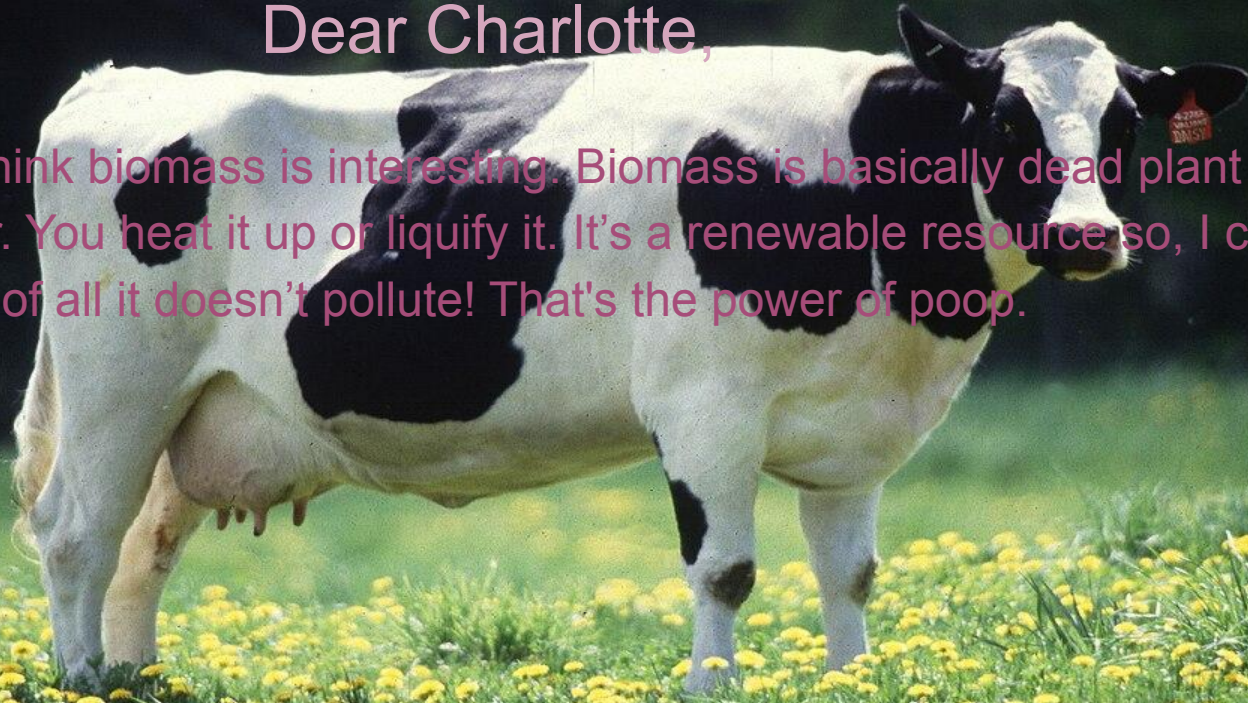 Dear Charlotte,
hink biomass is interesting. Biomass is basically dead plant
r. You heat it up or liquify it. It’s a renewable resource so, I c
of all it doesn’t pollute! That's the power of poop.
DAISY